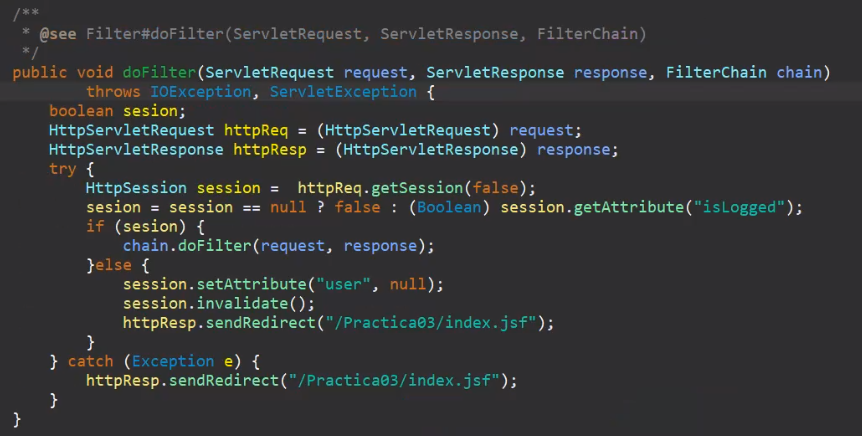 /**
 * @see Filter#doFilter(ServletRequest, ServletResponse, FilterChain)
 */
public void doFilter(ServletRequest request, ServletResponse response, FilterChain chain)
        throws IOException, ServletException {
    boolean sesion;
    HttpServletRequest httpReq = (HttpServletRequest) request;
    HttpServletResponse httpResp = (HttpServletResponse) response;
    try {
        HttpSession session =  httpReq.getSession(false);
        sesion = session == null ? false : (Boolean) session.getAttribute("isLogged");
        if (sesion) {
            chain.doFilter(request, response);
        }else {
            session.setAttribute("user", null);
            session.invalidate();
            httpResp.sendRedirect("/Practica03/index.jsf");
        }
    } catch (Exception e) {
        httpResp.sendRedirect("/Practica03/index.jsf");
    }
}